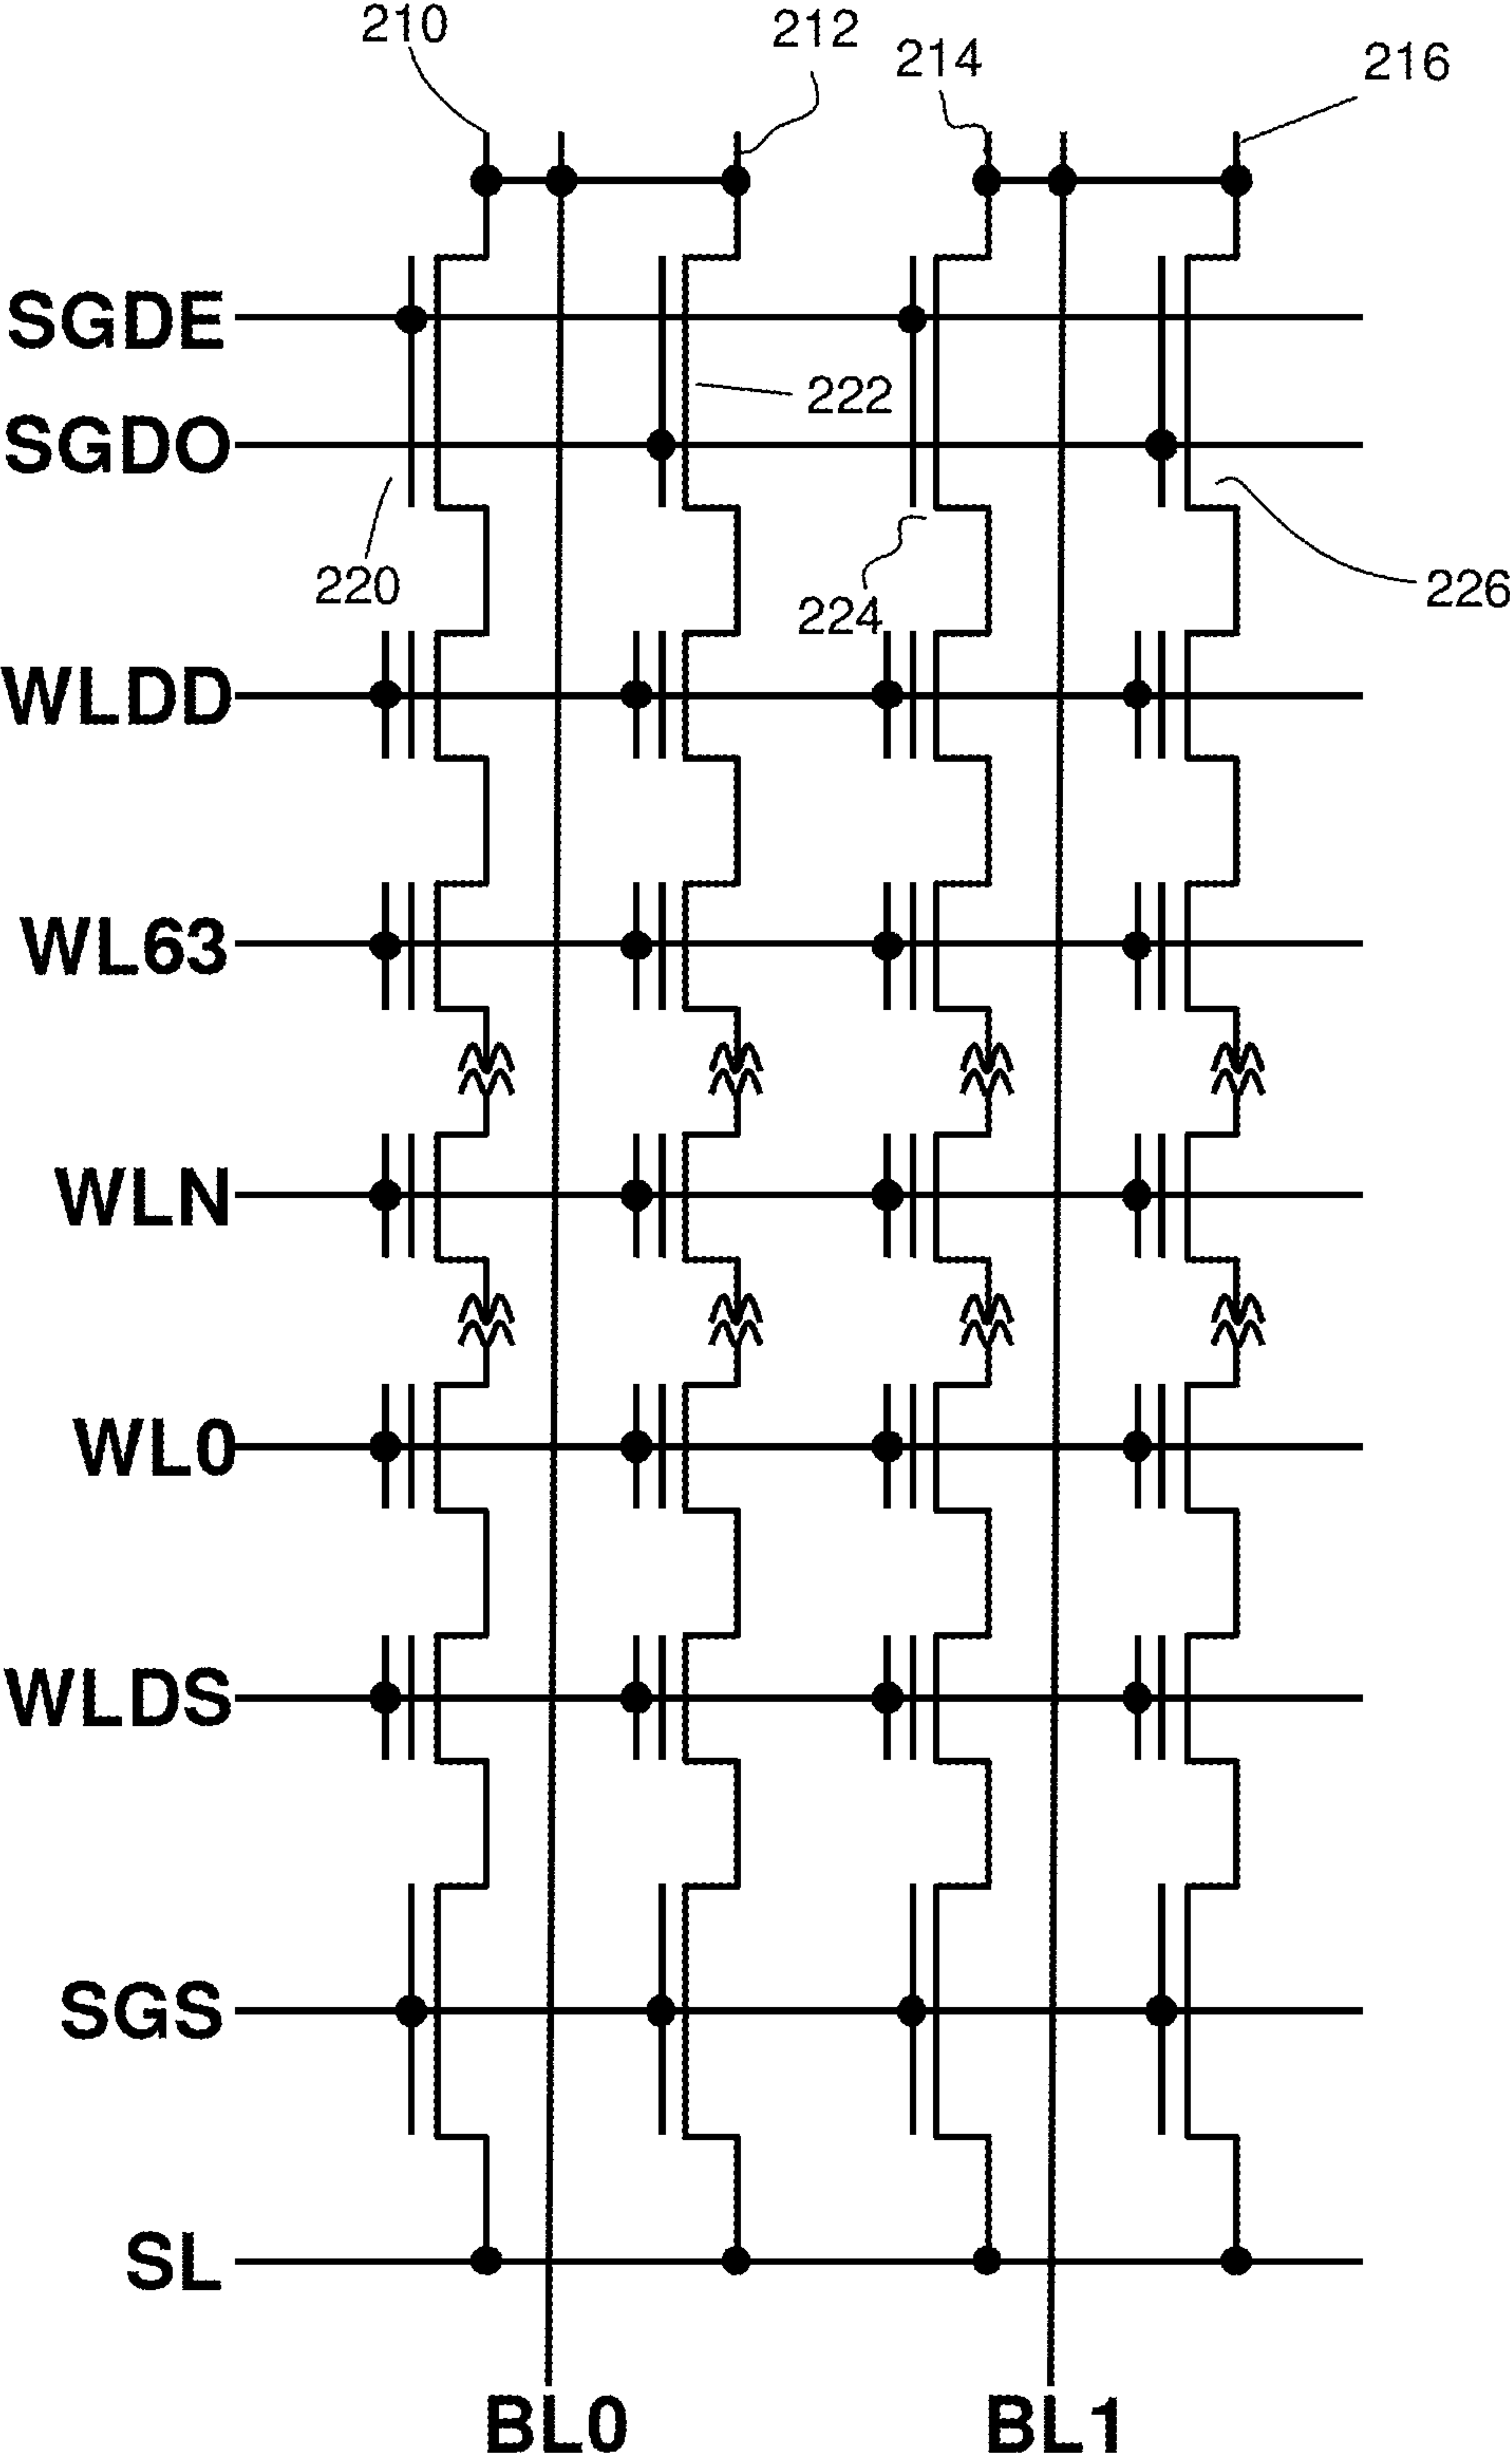 210
212
214
216
SGDE
222
SGDO
220
224
226
WLDD
WL63
WLN
WL0
WLDS
SGS
SL
BL0
BL1